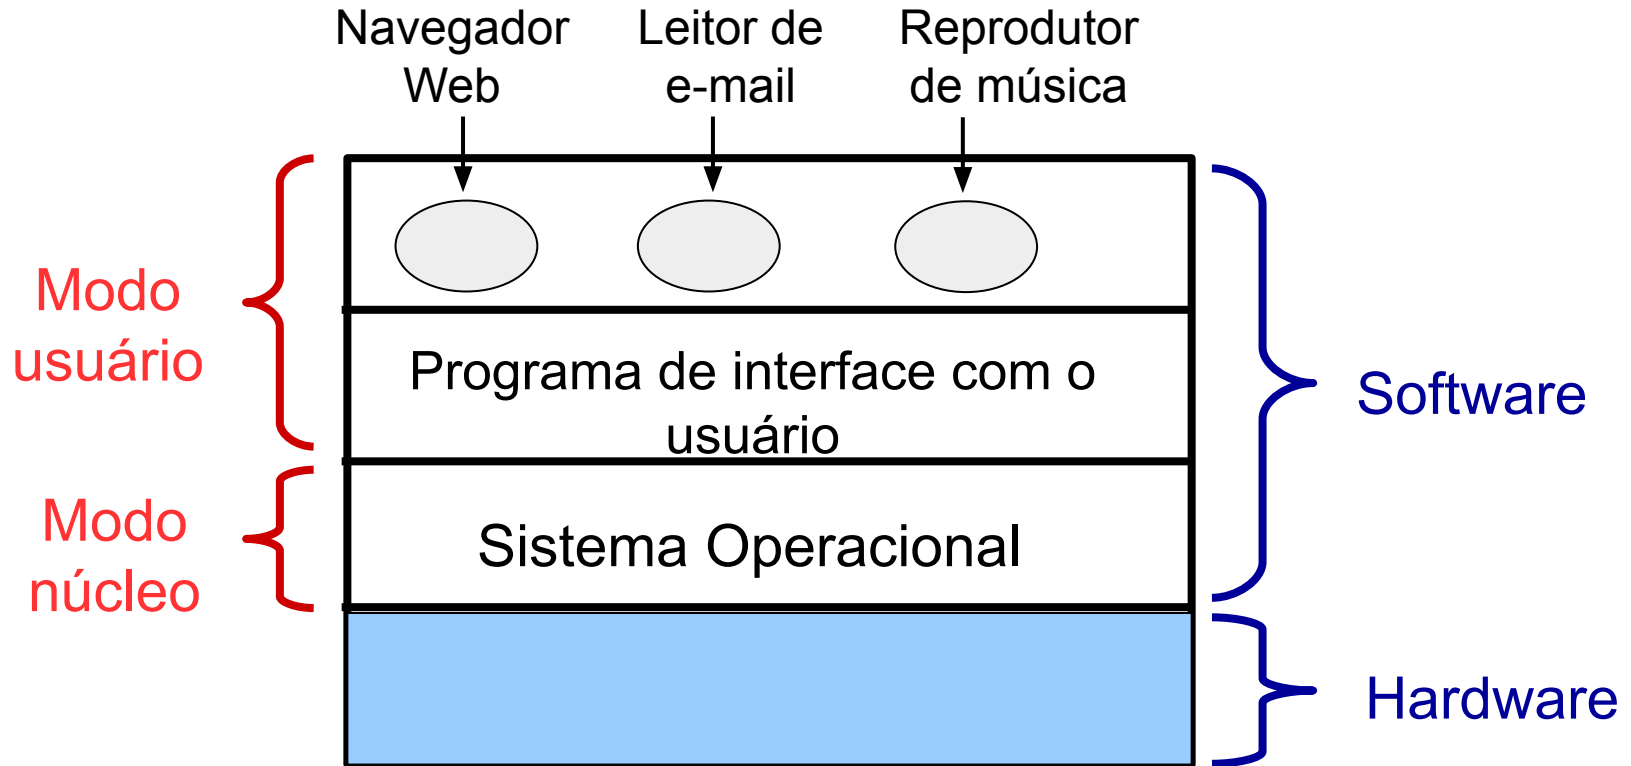 Navegador
Web
Leitor de
e-mail
Reprodutor
de música
Modo
usuário
Programa de interface com o
usuário
Software
Modo
núcleo
Sistema Operacional
Hardware